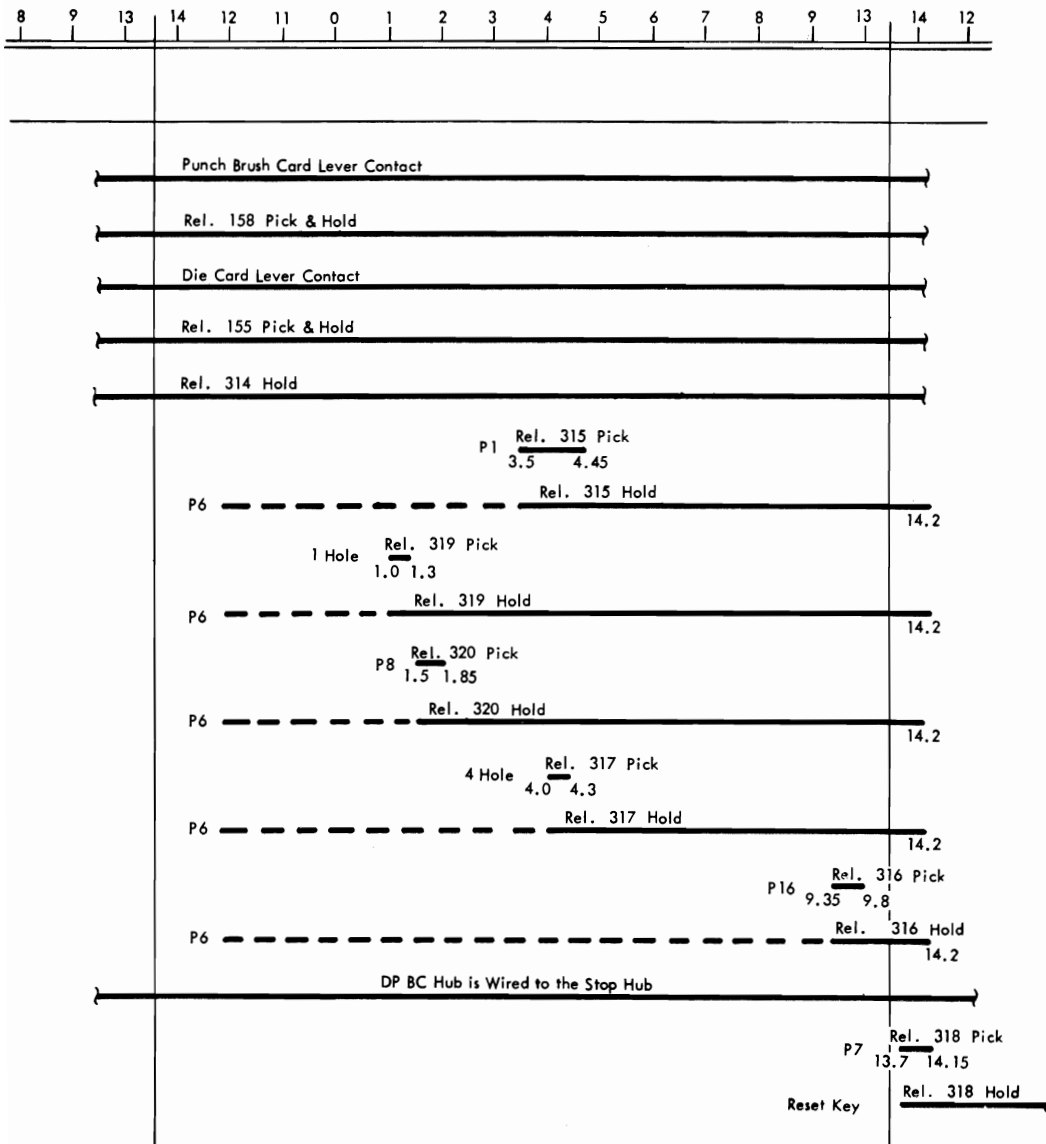 8 9 13 14 12 11 0 1 2 3 4 5 6 7 8 9 13 14 12
Punch Brush Card Lever Contact
Rel. 158 Pick & Hold
Die Card Lever Contact
Rel. 155 Pick & Hold
Rel. 314 Hold
P1 Rel. 315 Pick
3.5 4.45
P6 Rel. 315 Hold
14.2
1 Hole Rel. 319 Pick
1.0 1.3
P6 Rel. 319 Hold
14.2
P8 Rel. 320 Pick
1.5 1.85
P6 Rel. 320 Hold
14.2
4 Hole Rel. 317 Pick
4.0 4.3
P6 Rel. 317 Hold
14.2
P16 Rel. 316 Pick
9.35 9.8
P6 Rel. 316 Hold
14.2
DP BC Hub is Wired to the Stop Hub
P7 Rel. 318 Pick
13.7 14.15
Reset Key Rel. 318 Hold